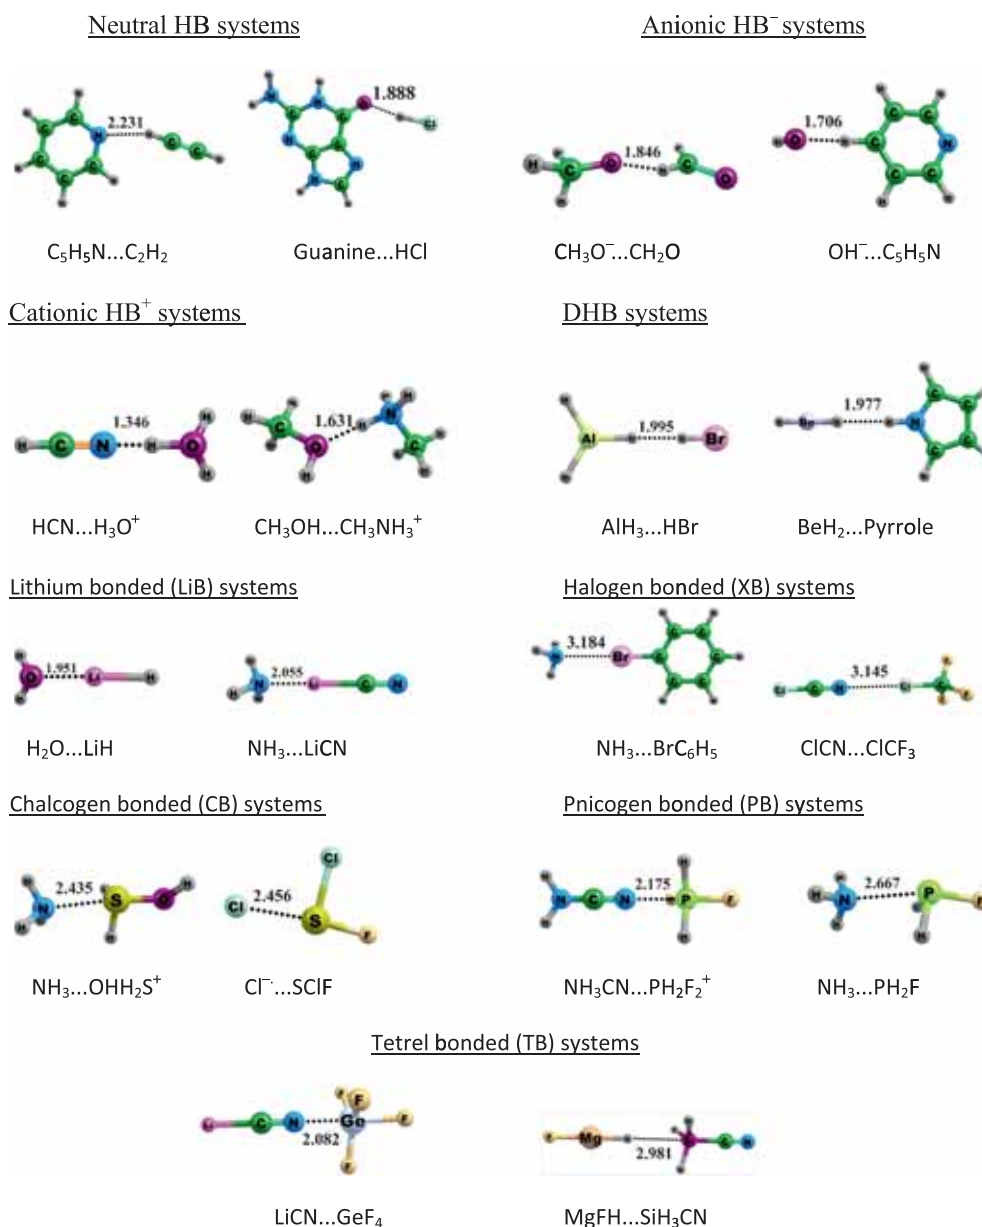 Neutral HB systems
Anionic HB⁻ systems
2.231
1.888
1.846
1.706
C₅H₅N...C₂H₂
Guanine...HCl
CH₃O⁻...CH₂O
OH⁻...C₅H₅N
Cationic HB⁺ systems
DHB systems
1.346
1.631
1.995
1.977
HCN...H₃O⁺
CH₃OH...CH₃NH₃⁺
AlH₃...HBr
BeH₂...Pyrrole
Lithium bonded (LiB) systems
Halogen bonded (XB) systems
1.951
2.055
3.184
3.145
H₂O...LiH
NH₃...LiCN
NH₃...BrC₆H₅
ClCN...ClCF₃
Chalcogen bonded (CB) systems
Pnicogen bonded (PB) systems
2.435
2.456
2.175
2.667
NH₃...OHH₂S⁺
Cl⁻·...SClF
NH₃CN...PH₂F₂⁺
NH₃...PH₂F
Tetrel bonded (TB) systems
2.082
2.981
LiCN...GeF₄
MgFH...SiH₃CN